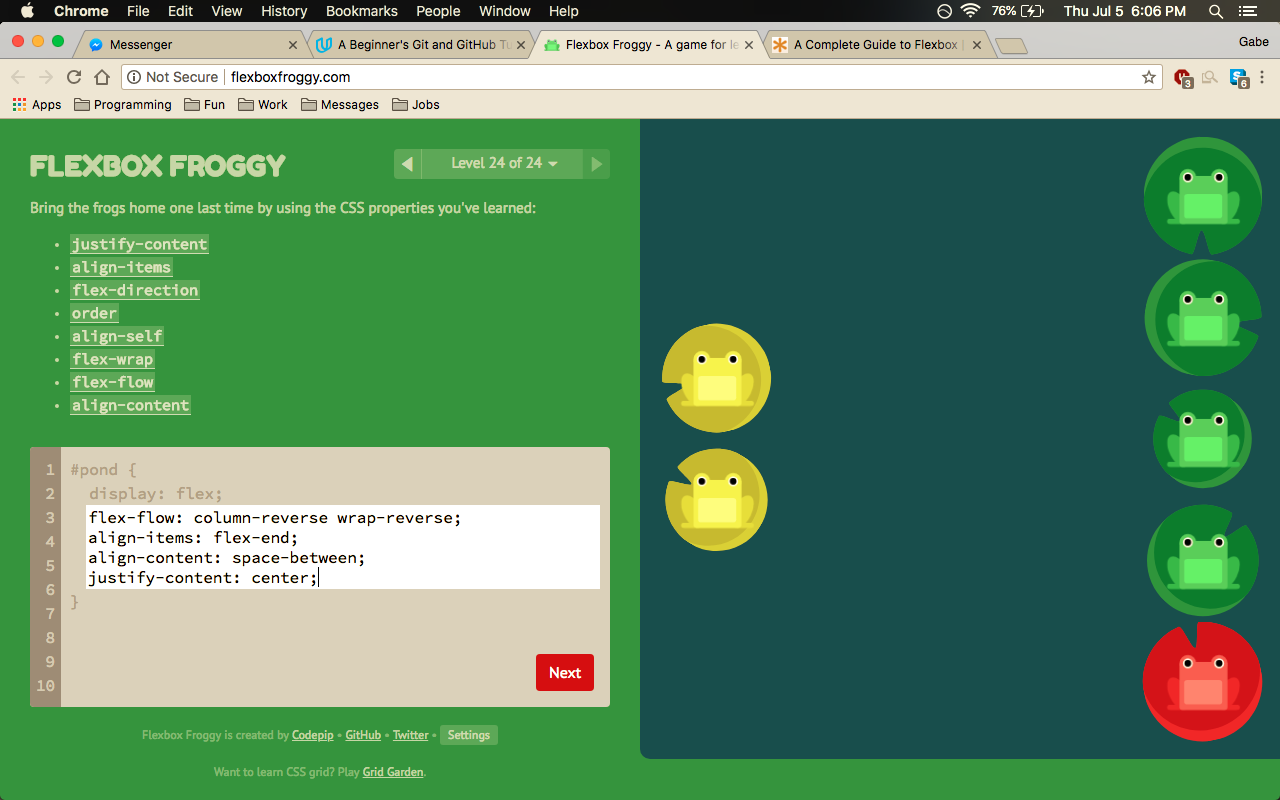 Chrome File Edit View History Bookmarks People Window Help 76% Thu Jul 5 6:06 PM
Messenger A Beginner's Git and GitHub Tu Flexbox Froggy - A game for le A Complete Guide to Flexbox Gabe
Not Secure flexboxfroggy.com 3 6
Apps Programming Fun Work Messages Jobs
FLEXBOX FROGGY
Level 24 of 24
Bring the frogs home one last time by using the CSS properties you've learned:
• justify-content
• align-items
• flex-direction
• order
• align-self
• flex-wrap
• flex-flow
• align-content
1 #pond {
2 display: flex;
3 flex-flow: column-reverse wrap-reverse;
4 align-items: flex-end;
5 align-content: space-between;
6 justify-content: center;
7 }
8
9
10
Next
Flexbox Froggy is created by Codepip • GitHub • Twitter • Settings
Want to learn CSS grid? Play Grid Garden.